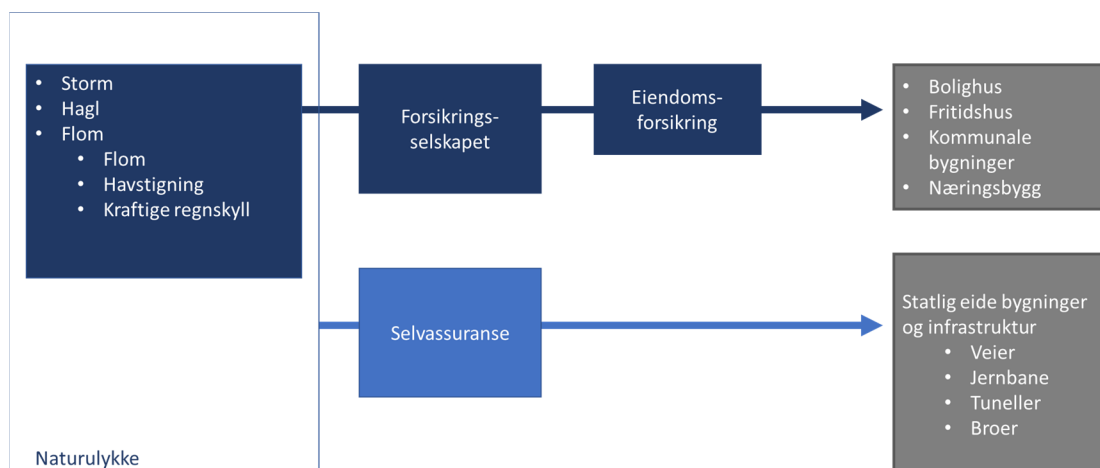 • Storm
• Hagl
• Flom
• Flom
• Havstigning
• Kraftige regnskyll
Forsikrings-
selskapet
Eiendoms-
forsikring
• Bolighus
• Fritidshus
• Kommunale
bygninger
• Næringsbygg
Selvassuranse
Statlig eide bygninger
og infrastruktur
• Veier
• Jernbane
• Tuneller
• Broer
Naturulykke